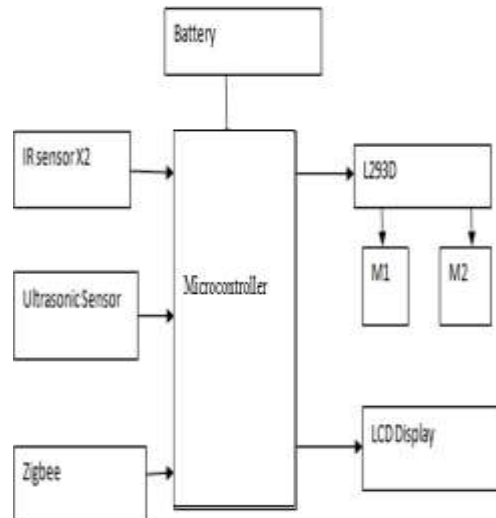 Battery
IR sensor X2
L293D
M1
M2
Ultrasonic Sensor
Microcontroller
LCD Display
Zigbee